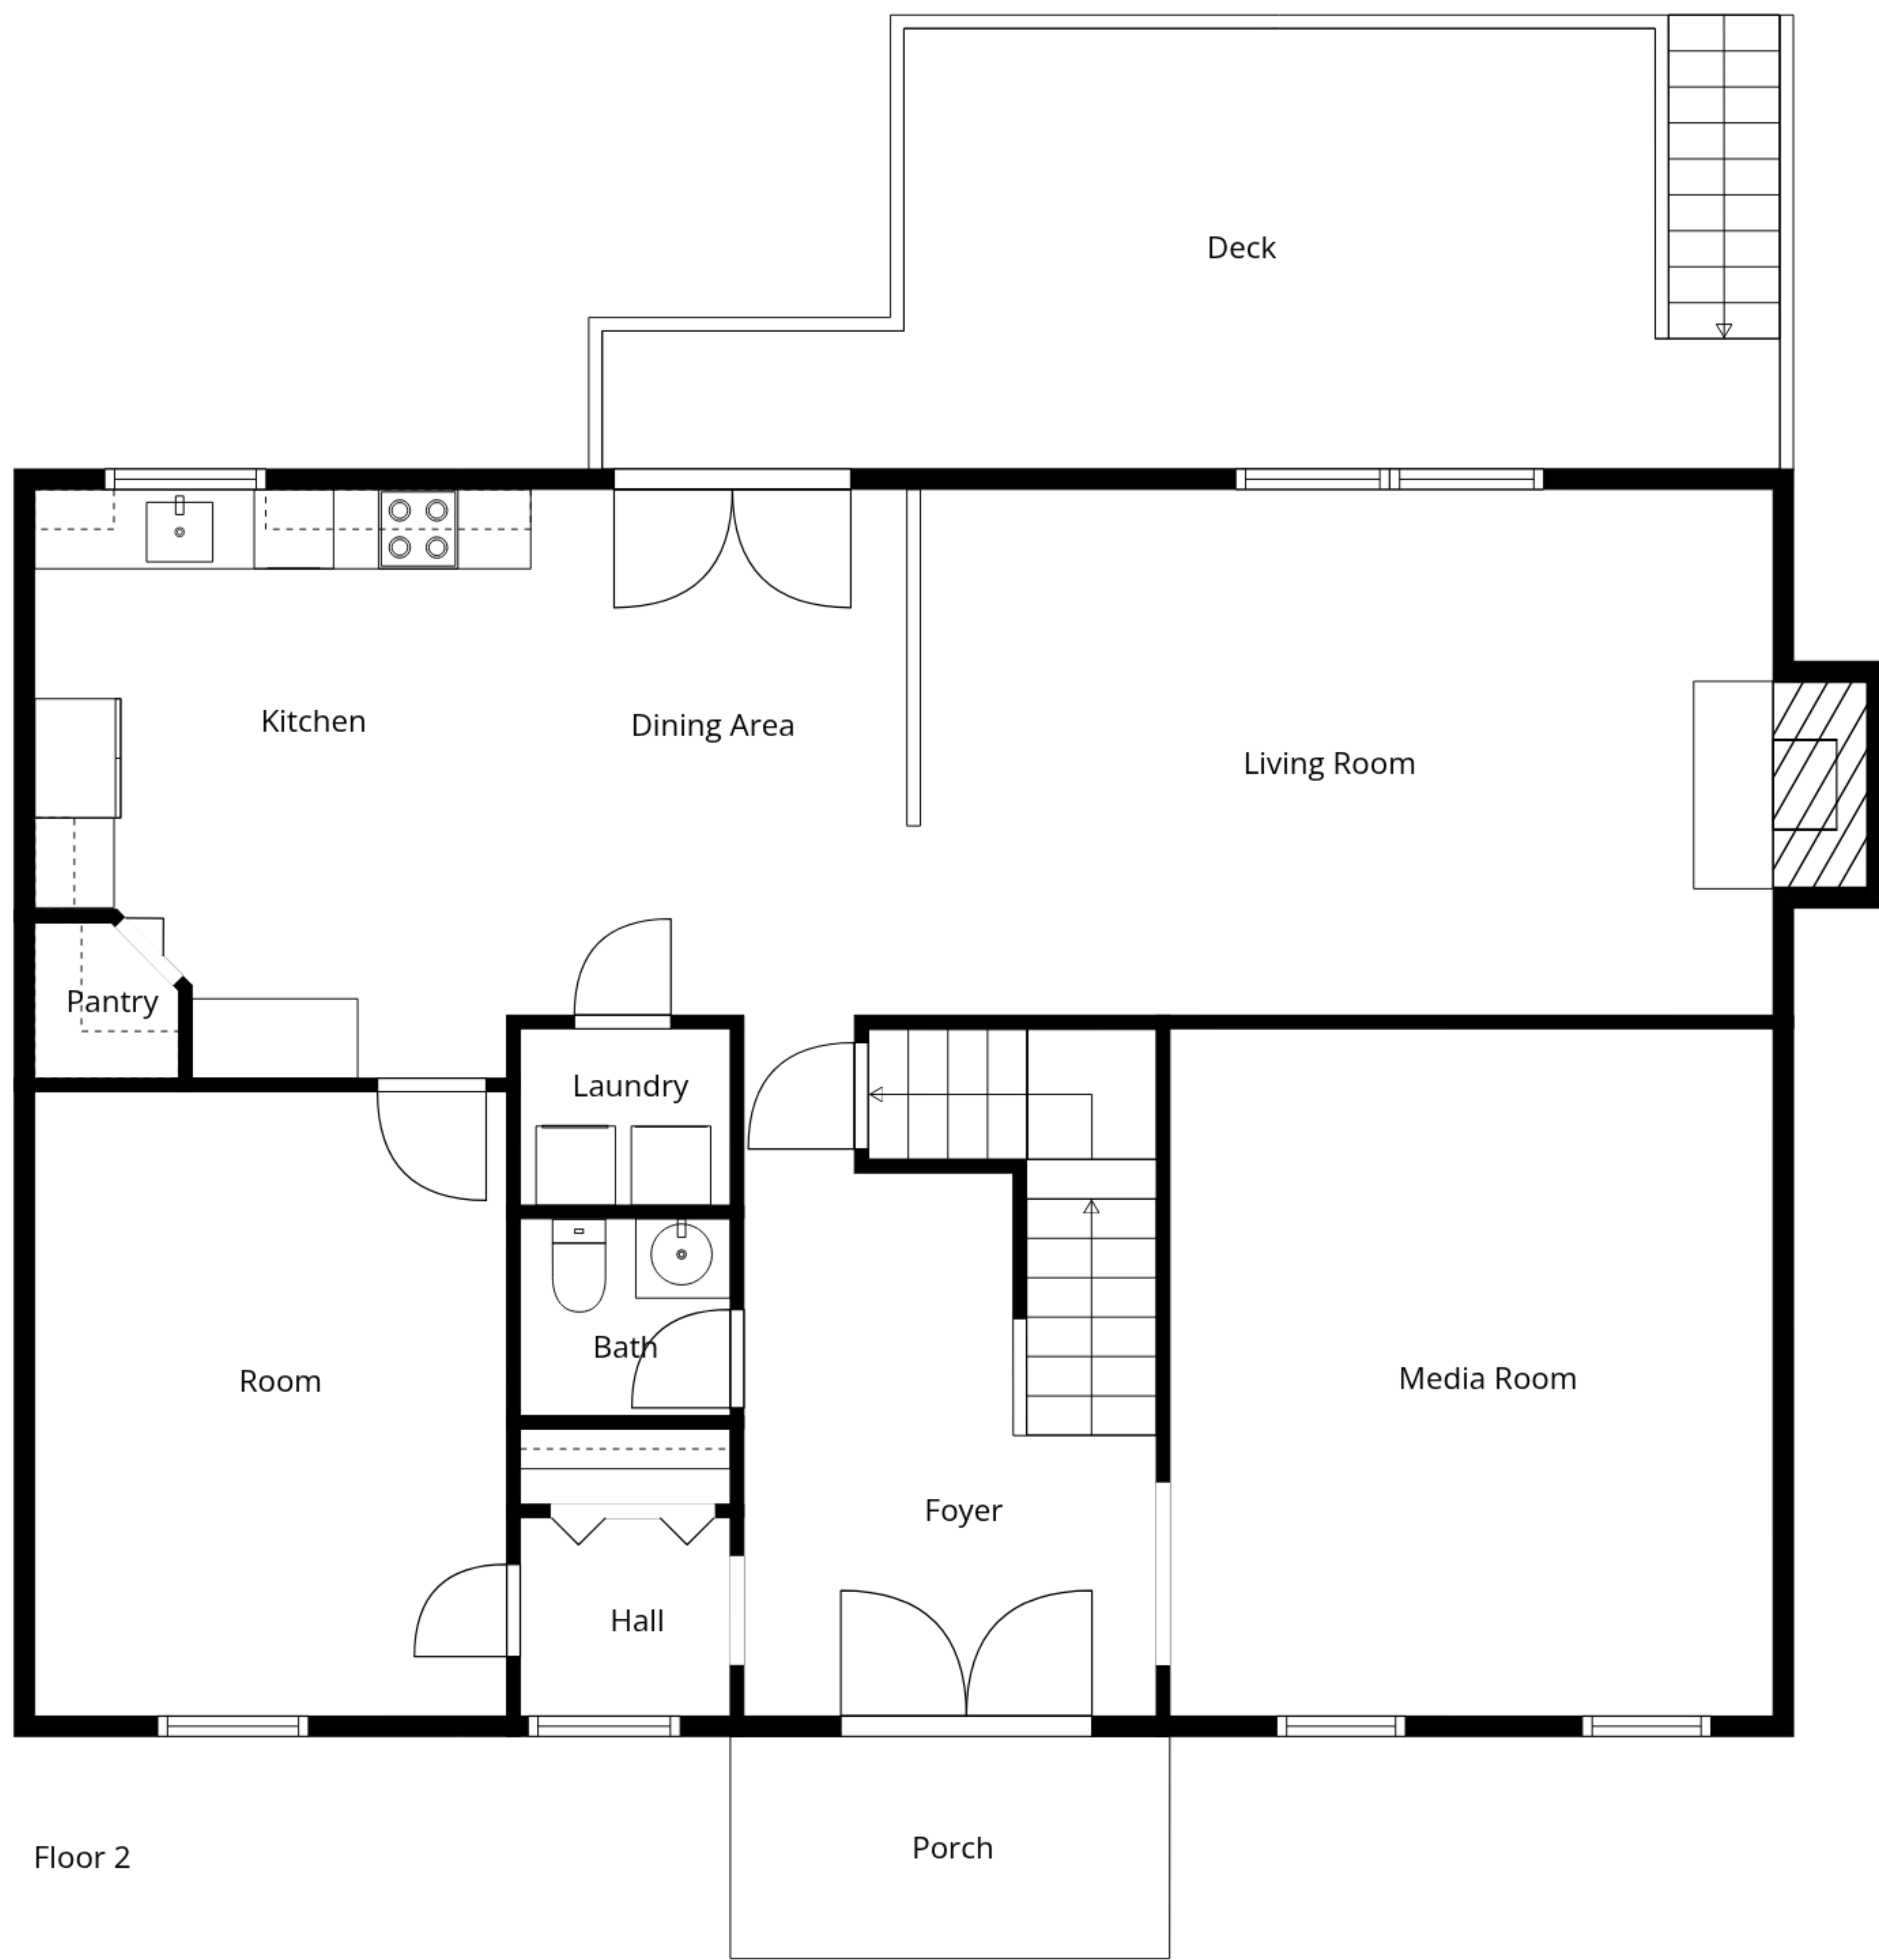 Deck
Kitchen
Dining Area
Living Room
Pantry
Laundry
Bath
Room
Media Room
Foyer
Hall
Porch
Floor 2